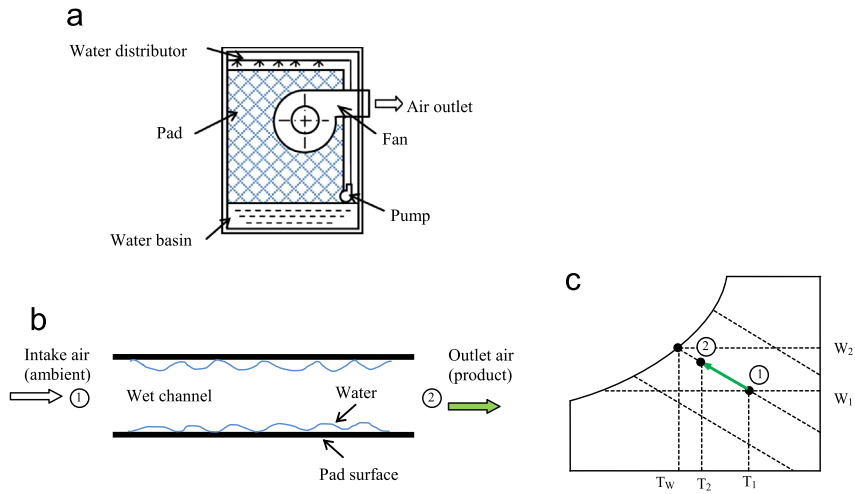 a
Water distributor
Air outlet
Pad
Fan
Pump
Water basin
b
Intake air
(ambient)
1
Wet channel
Water
Pad surface
Outlet air
(product)
2
c
2
1
W2
W1
TW
T2
T1